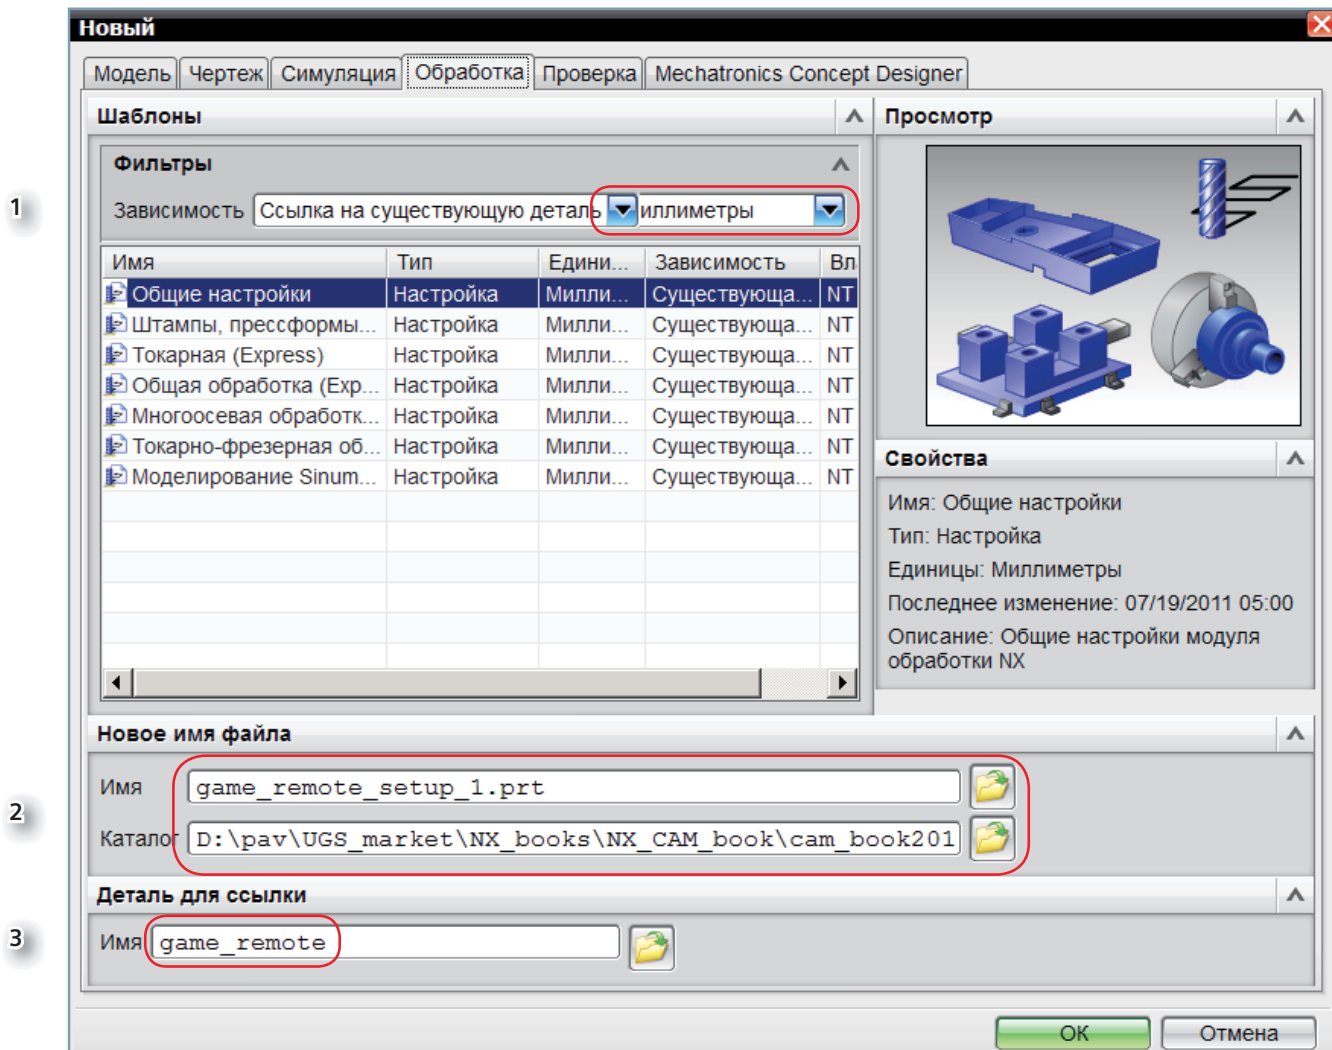 Новый
Модель Чертеж Симуляция Обработка Проверка Mechatronics Concept Designer
Шаблоны
Фильтры
1
Зависимость Ссылка на существующую деталь иллиметры
Имя Тип Едини... Зависимость Вл
Общие настройки Настройка Милли... Существующа... NT
Штампы, прессформы... Настройка Милли... Существующа... NT
Токарная (Express) Настройка Милли... Существующа... NT
Общая обработка (Exp... Настройка Милли... Существующа... NT
Многоосевая обработк... Настройка Милли... Существующа... NT
Токарно-фрезерная об... Настройка Милли... Существующа... NT
Моделирование Sinum... Настройка Милли... Существующа... NT
Просмотр
Свойства
Имя: Общие настройки
Тип: Настройка
Единицы: Миллиметры
Последнее изменение: 07/19/2011 05:00
Описание: Общие настройки модуля
обработки NX
Новое имя файла
Имя game_remote_setup_1.prt
2
Каталог D:\pav\UGS_market\NX_books\NX_CAM_book\cam_book201
Деталь для ссылки
3
Имя game_remote
OK Отмена